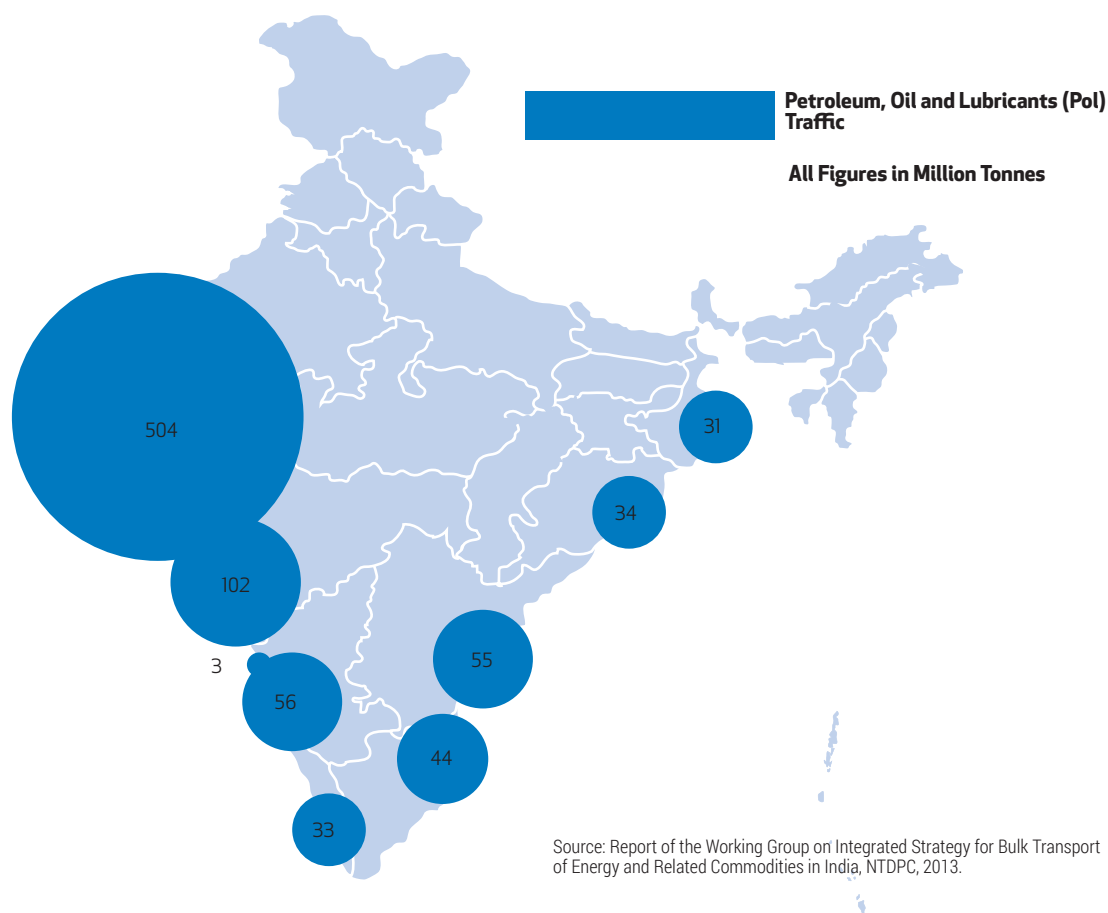 Petroleum, Oil and Lubricants (Pol)
Traffic
All Figures in Million Tonnes
504
31
34
102
3
55
56
44
33
Source: Report of the Working Group on Integrated Strategy for Bulk Transport
of Energy and Related Commodities in India, NTDPC, 2013.